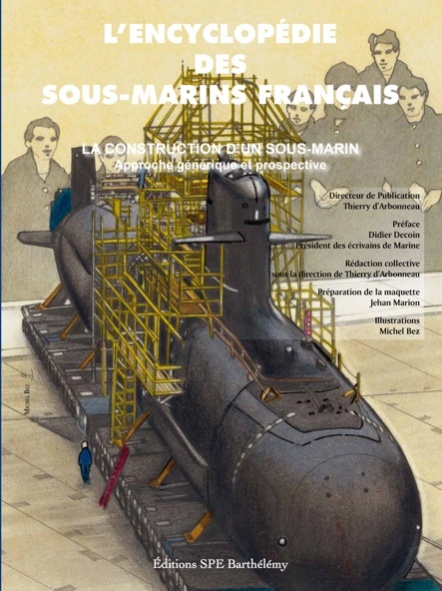 L'ENCYCLOPÉDIE
DES
SOUS-MARINS FRANÇAIS
LA CONSTRUCTION D'UN SOUS-MARIN
Approche générique et prospective
Directeur de Publication
Thierry d'Arbonneau
Préface
Didier Decoin
Président des écrivains de Marine
Rédaction collective
sous la direction de Thierry d'Arbonneau
Préparation de la maquette
Jehan Marion
Illustrations
Michel Bez
Michel Bez
Éditions SPE Barthélémy